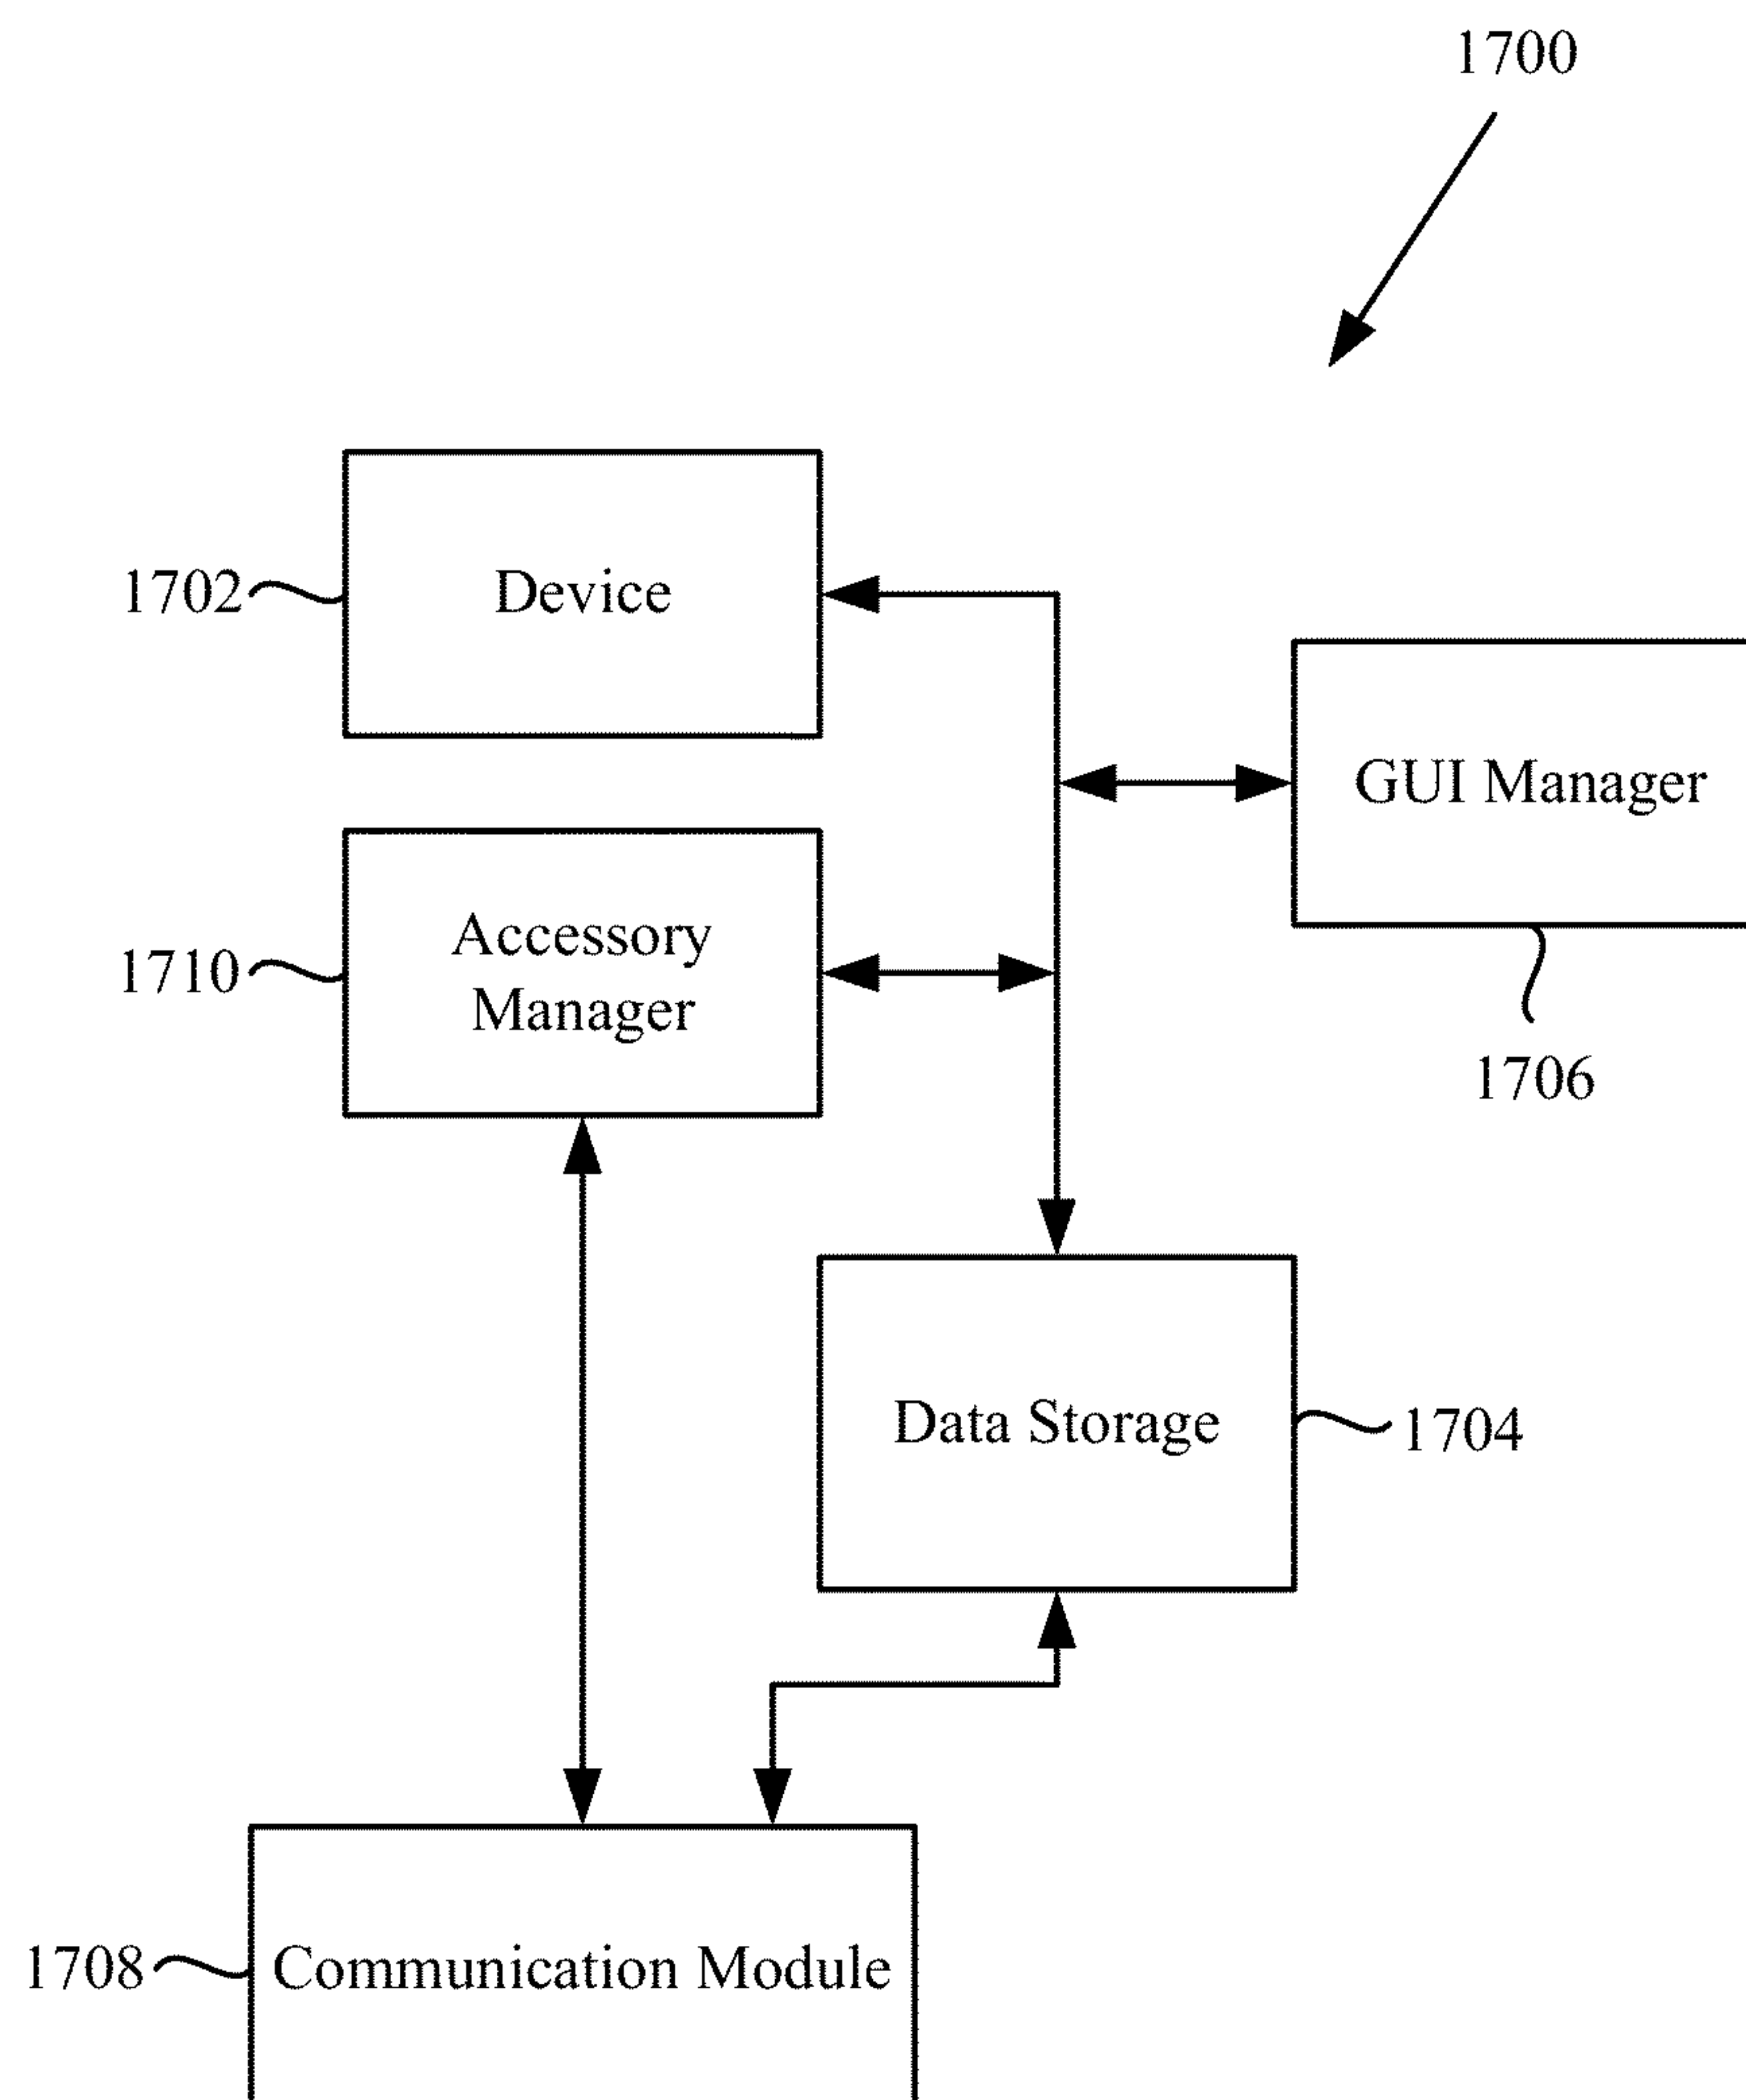 1700
1702
Device
GUI Manager
1710
Accessory
Manager
1706
Data Storage
1704
1708
Communication Module